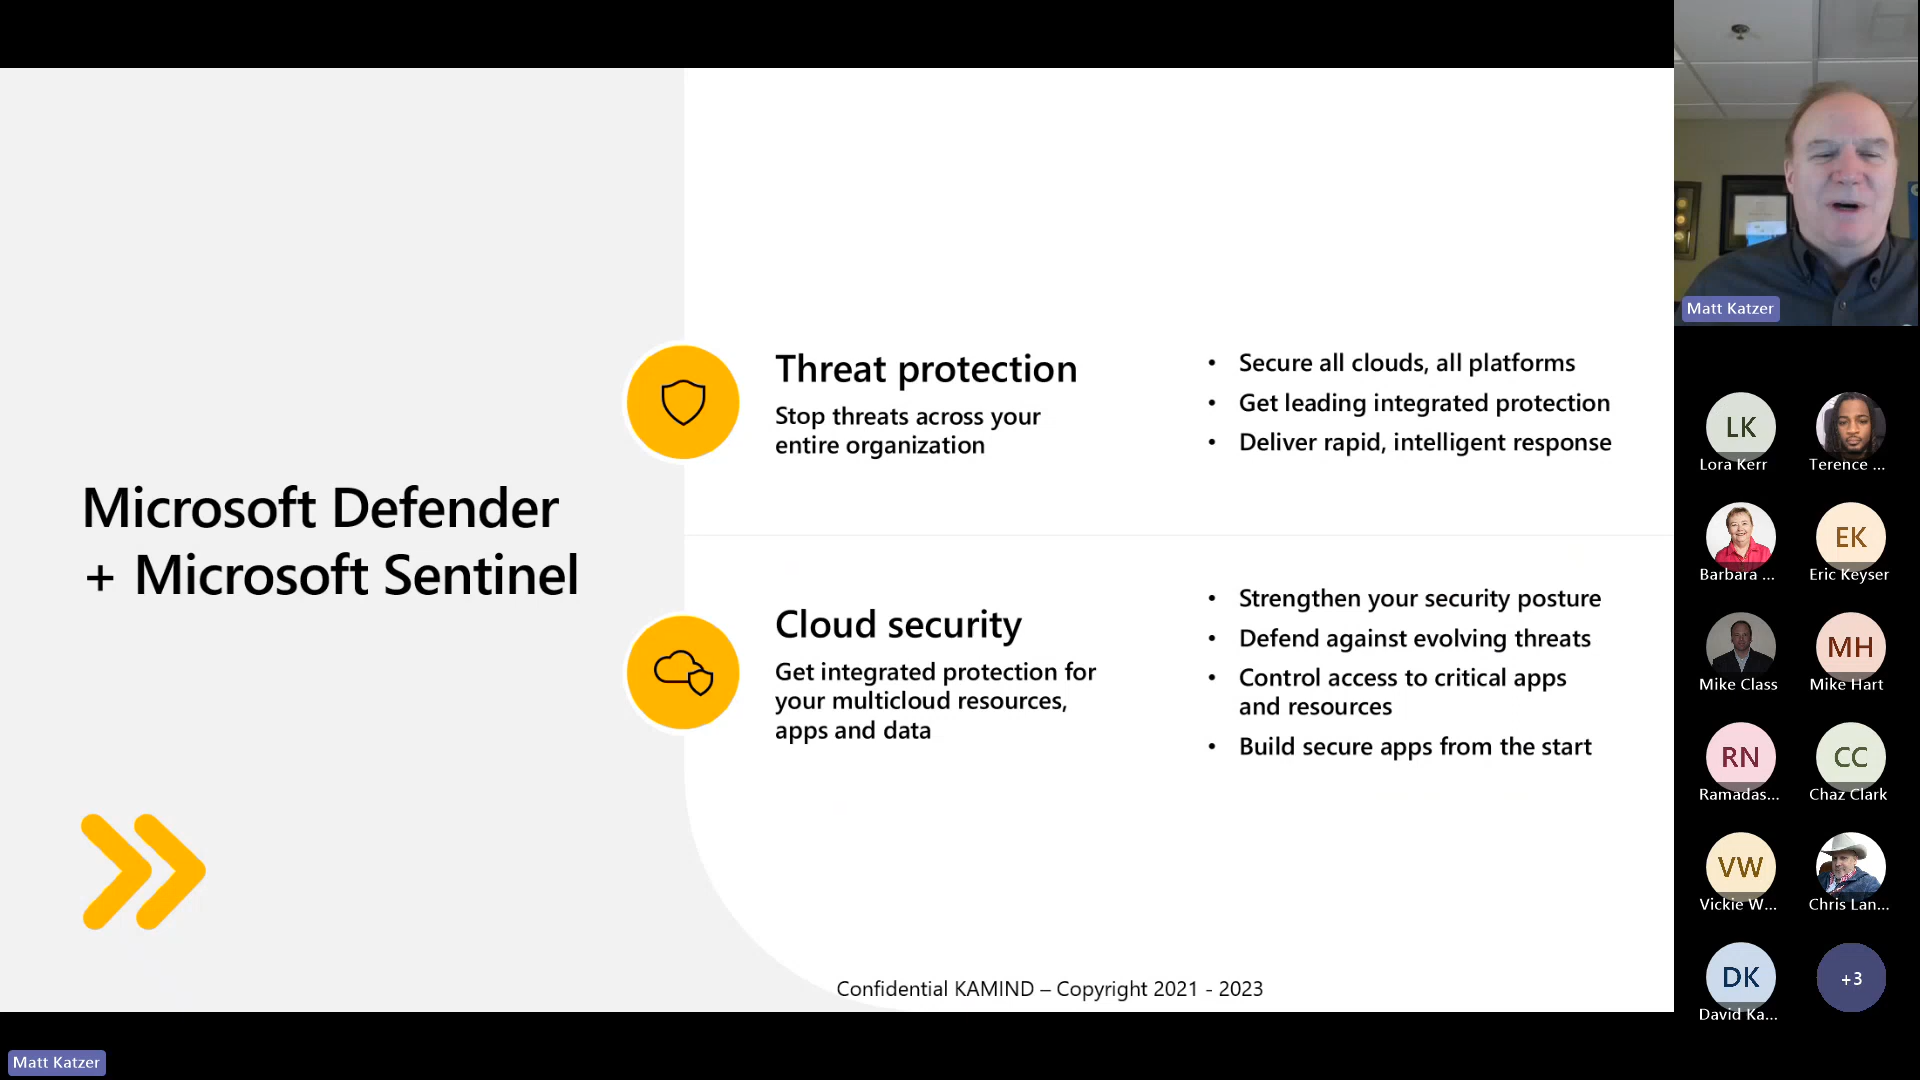 Microsoft Defender
+ Microsoft Sentinel
Threat protection
Stop threats across your
entire organization
• Secure all clouds, all platforms
• Get leading integrated protection
• Deliver rapid, intelligent response
Cloud security
Get integrated protection for
your multicloud resources,
apps and data
• Strengthen your security posture
• Defend against evolving threats
• Control access to critical apps
and resources
• Build secure apps from the start
Confidential KAMIND – Copyright 2021 - 2023
Matt Katzer
Matt Katzer
LK
Lora Kerr
Terence ...
Barbara ...
EK
Eric Keyser
Mike Class
MH
Mike Hart
RN
Ramadas...
CC
Chaz Clark
VW
Vickie W...
Chris Lan...
DK
David Ka...
+3